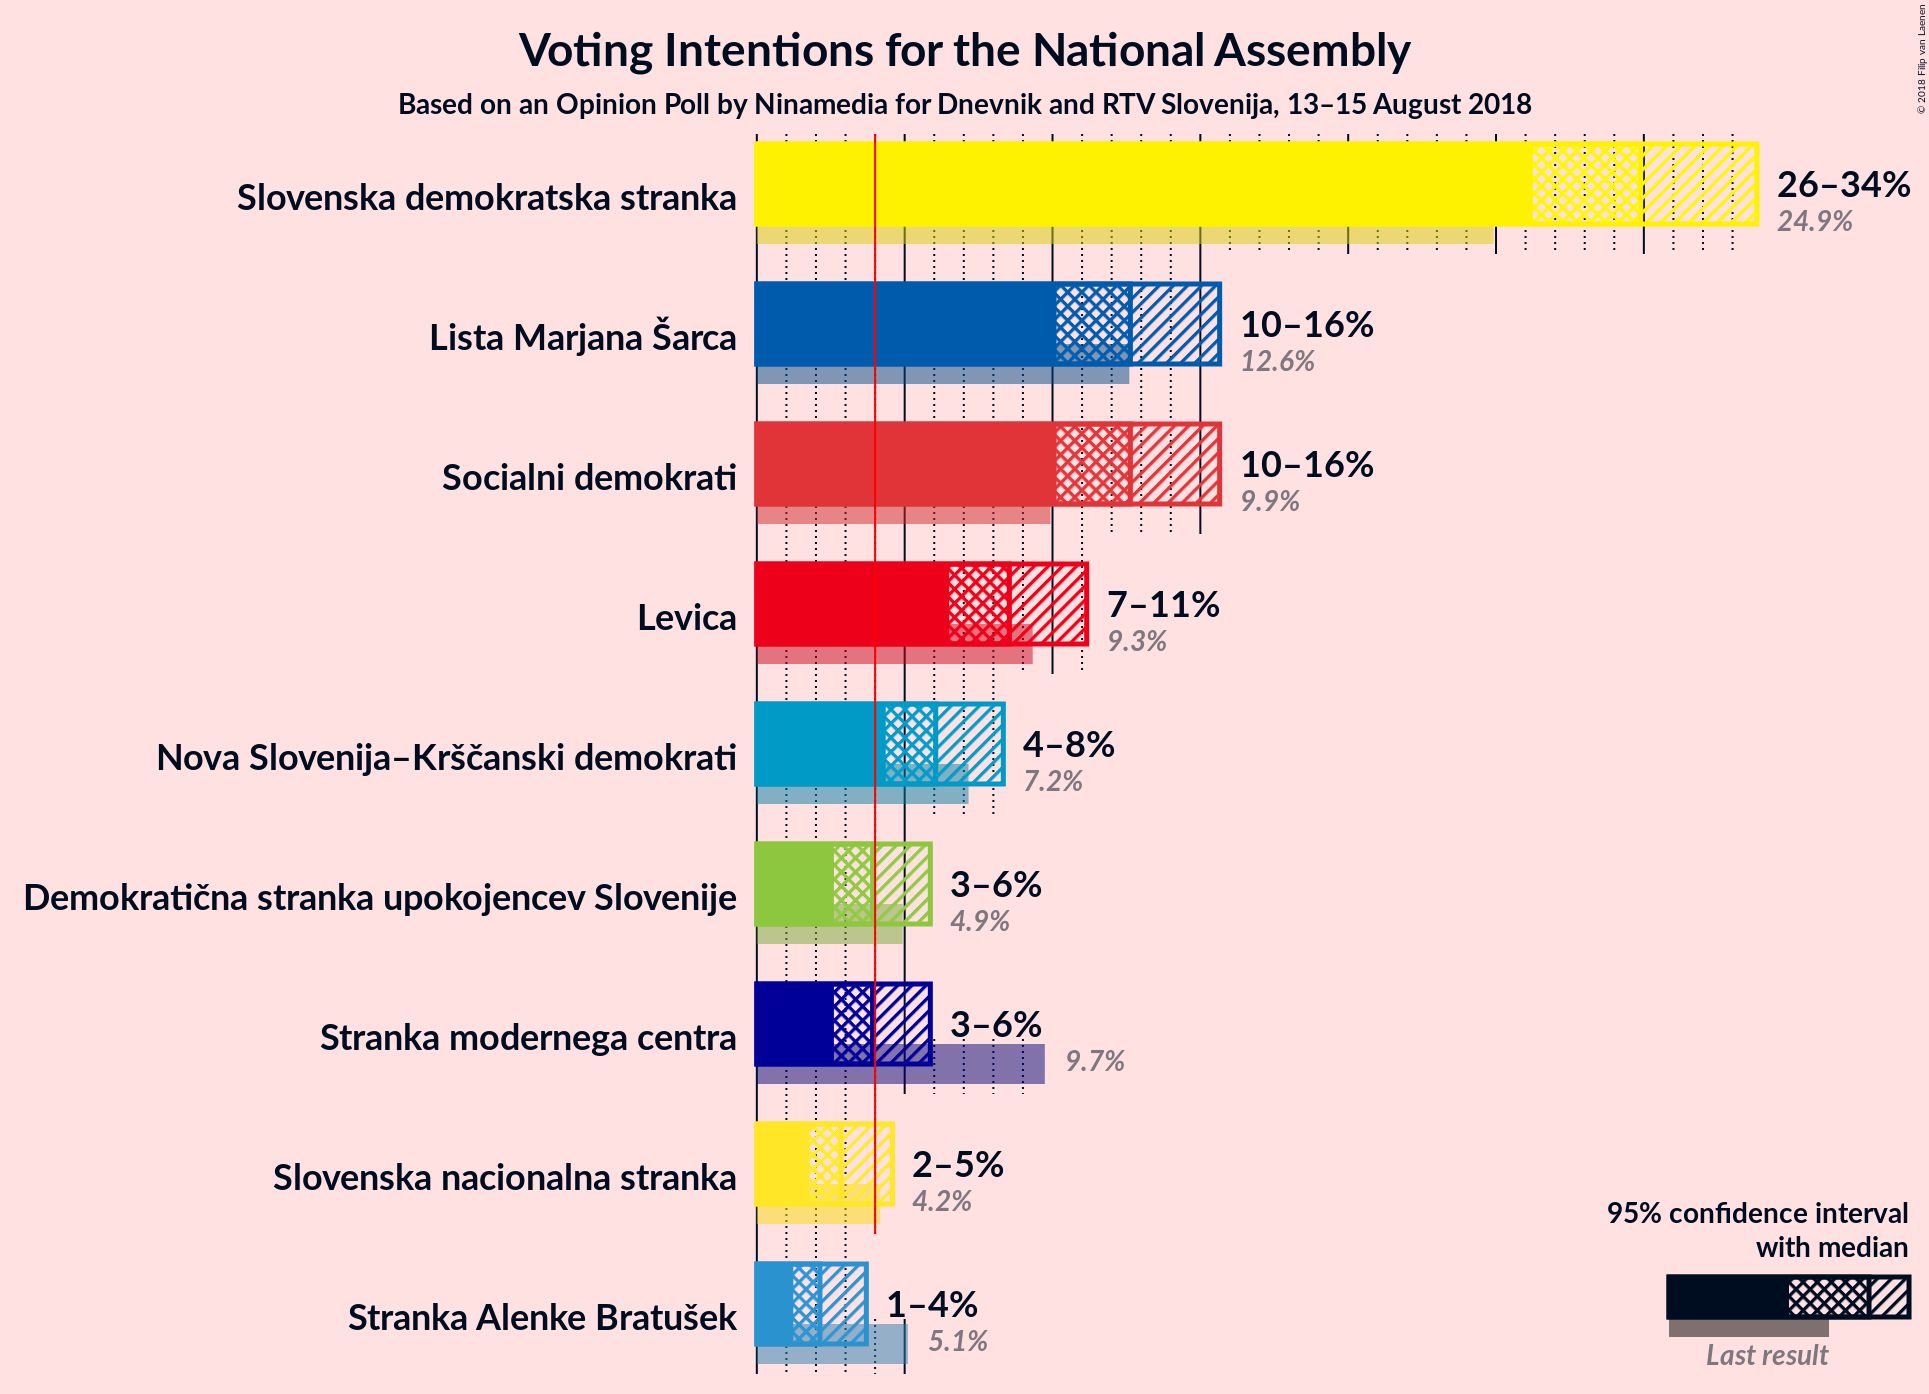 Voting Intentions for the National Assembly
Based on an Opinion Poll by Ninamedia for Dnevnik and RTV Slovenija, 13–15 August 2018
© 2018 Filip van Laenen
Slovenska demokratska stranka
26–34%
24.9%
Lista Marjana Šarca
10–16%
12.6%
Socialni demokrati
10–16%
9.9%
Levica
7–11%
9.3%
Nova Slovenija–Krščanski demokrati
4–8%
7.2%
Demokratična stranka upokojencev Slovenije
3–6%
4.9%
Stranka modernega centra
3–6%
9.7%
Slovenska nacionalna stranka
2–5%
4.2%
Stranka Alenke Bratušek
1–4%
5.1%
95% confidence interval
with median
Last result